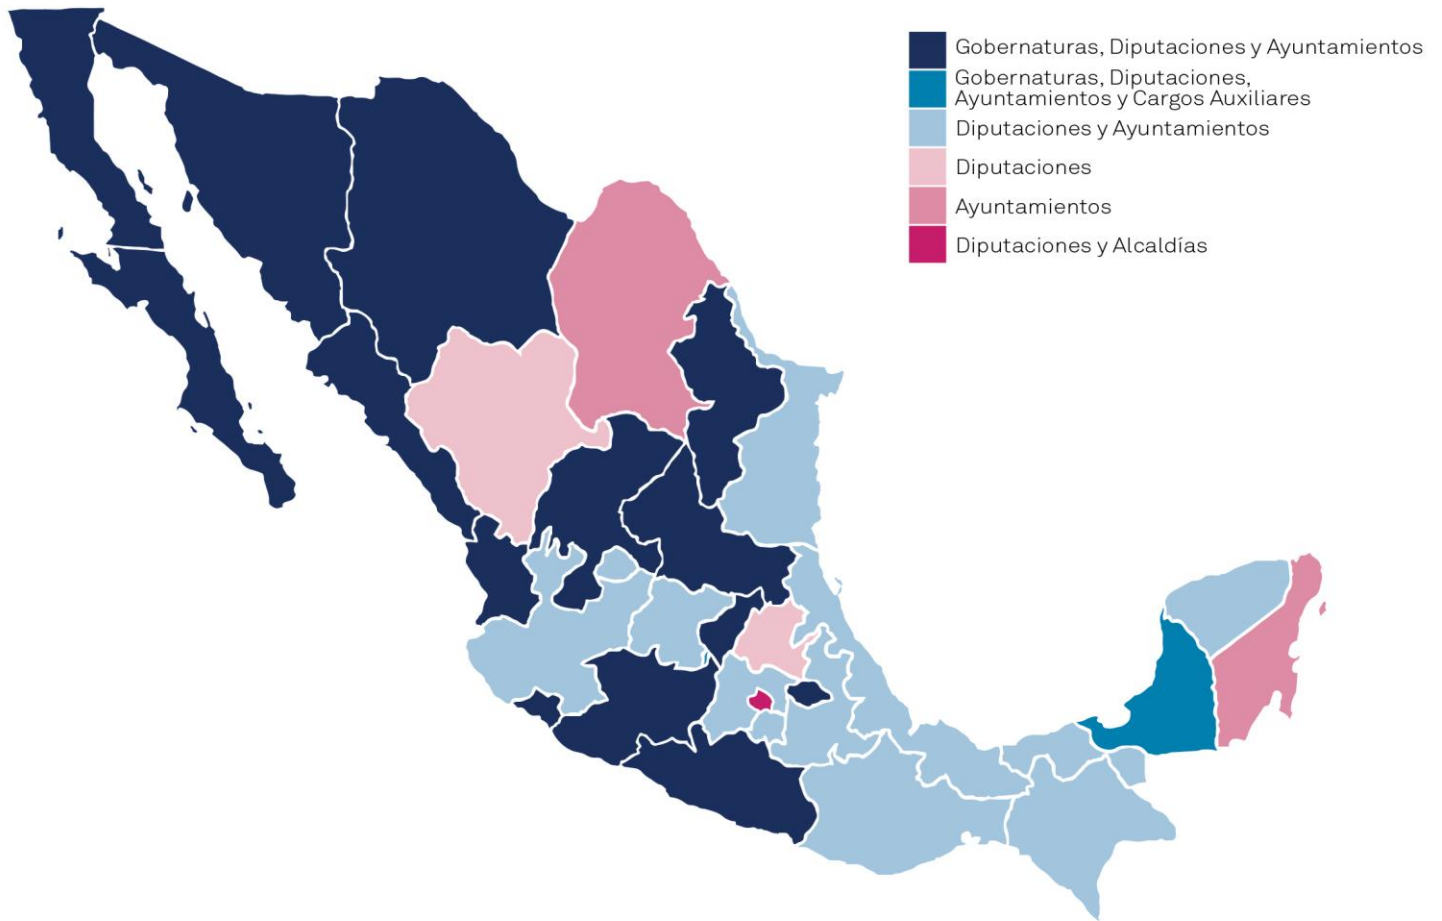 Gobernaturas, Diputaciones y Ayuntamientos
Gobernaturas, Diputaciones,
Ayuntamientos y Cargos Auxiliares
Diputaciones y Ayuntamientos
Diputaciones
Ayuntamientos
Diputaciones y Alcaldías